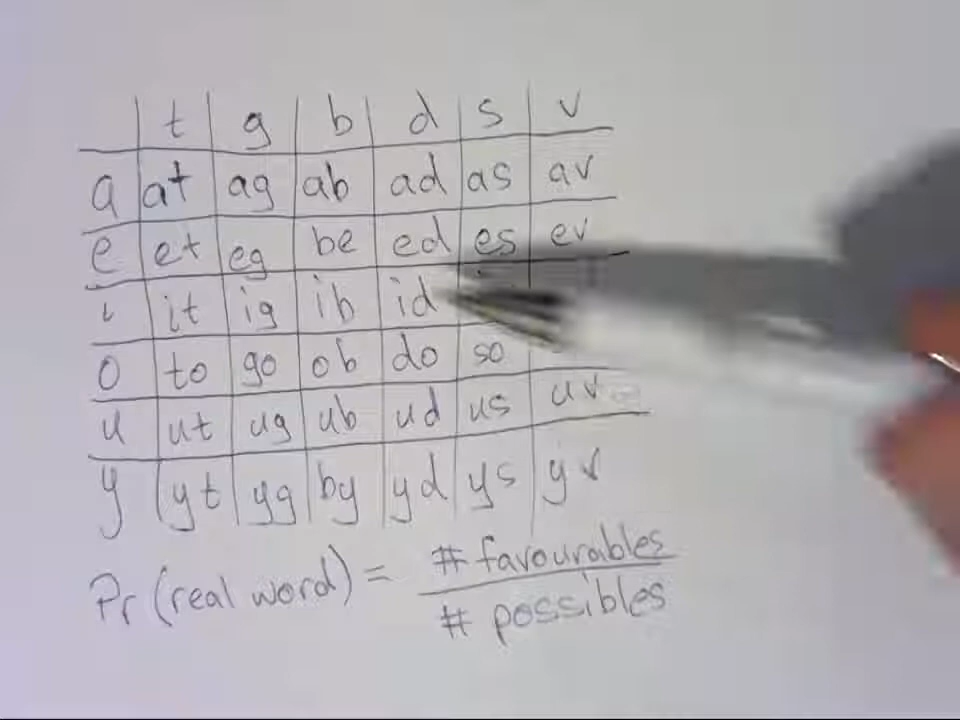 t g b d s v
a at ag ab ad as av
e et eg be ed es ev
i it ig ib id
o to go ob do so
u ut ug ub ud us uv
y yt yg by yd ys yv
Pr (real word) = # favourables
# possibles